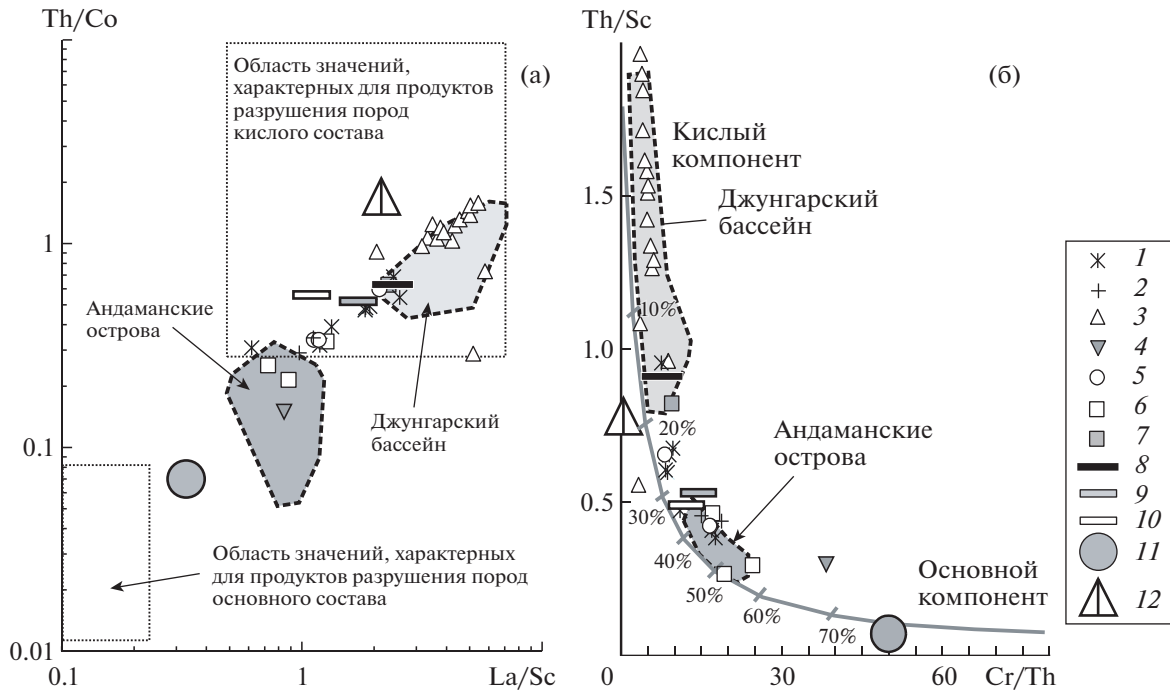 Th/Co
(а)
Область значений,
характерных для продуктов
разрушения пород
кислого состава
1
Андаманские
острова
Джунгарский
бассейн
0.1
Область значений, характерных
для продуктов разрушения пород
основного состава
0.01
0.1
1
La/Sc
Th/Sc
(б)
Кислый
компонент
Джунгарский
бассейн
1.5
10%
1.0
20%
Андаманские
острова
0.5
30%
40%
50%
60%
70%
Основной
компонент
0
30
60
Cr/Th
1
2
3
4
5
6
7
8
9
10
11
12